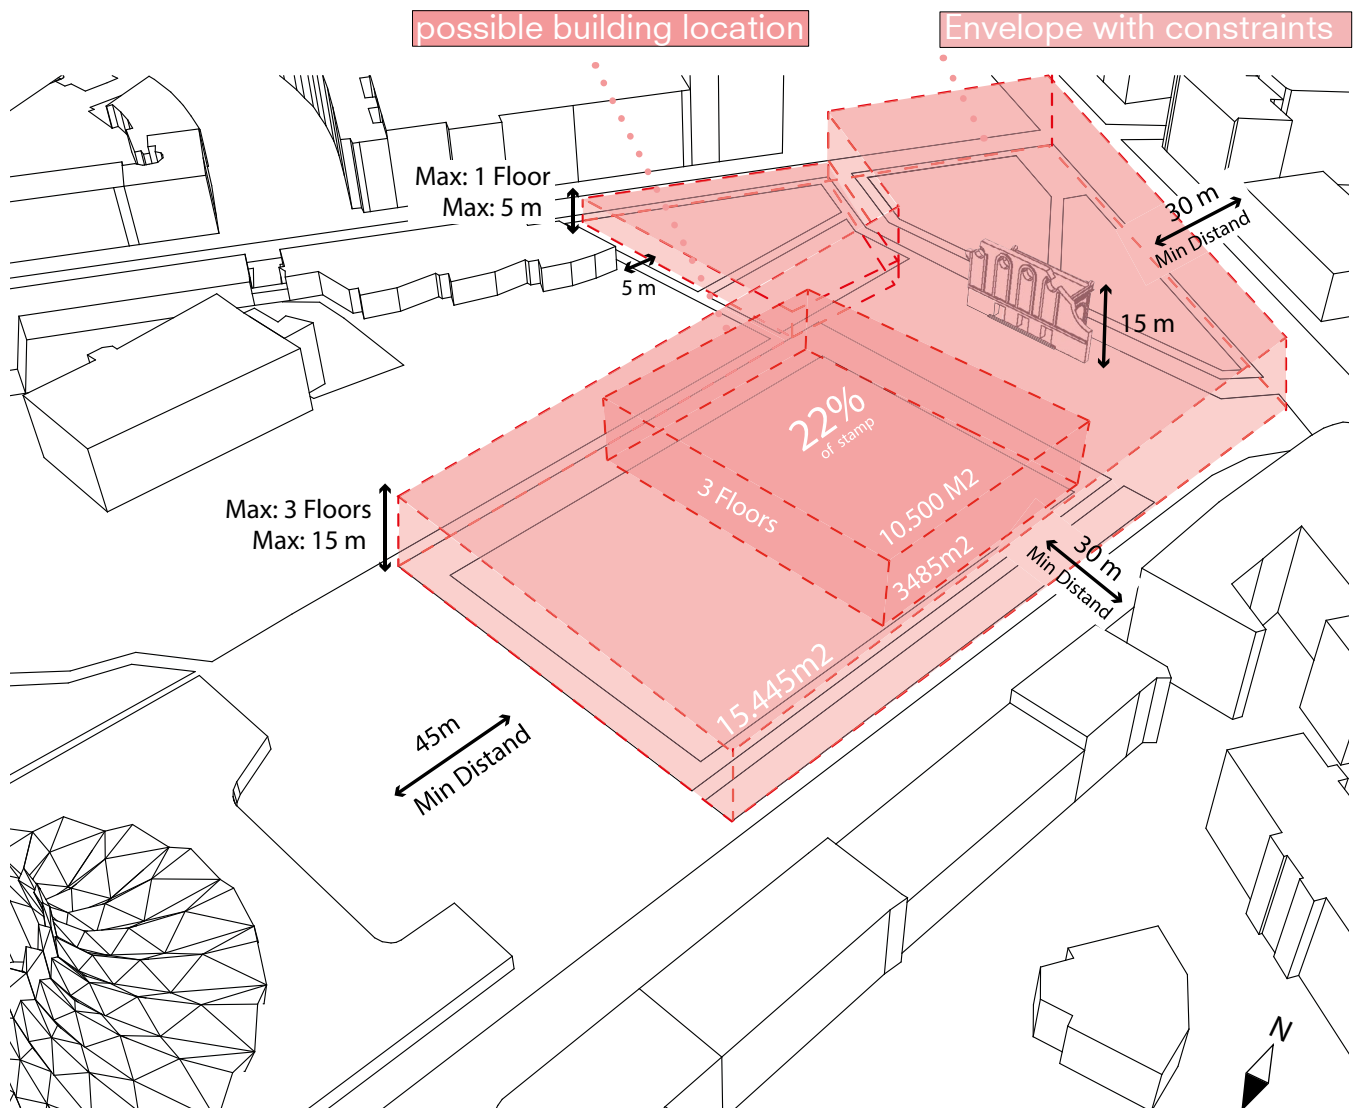 possible building location
Envelope with constraints
Max: 1 Floor
Max: 5 m
30 m
Min Distand
5 m
15 m
22%
of stamp
3 Floors
10.500 M2
3485m2
Max: 3 Floors
Max: 15 m
30 m
Min Distand
15.445m2
45m
Min Distand
N